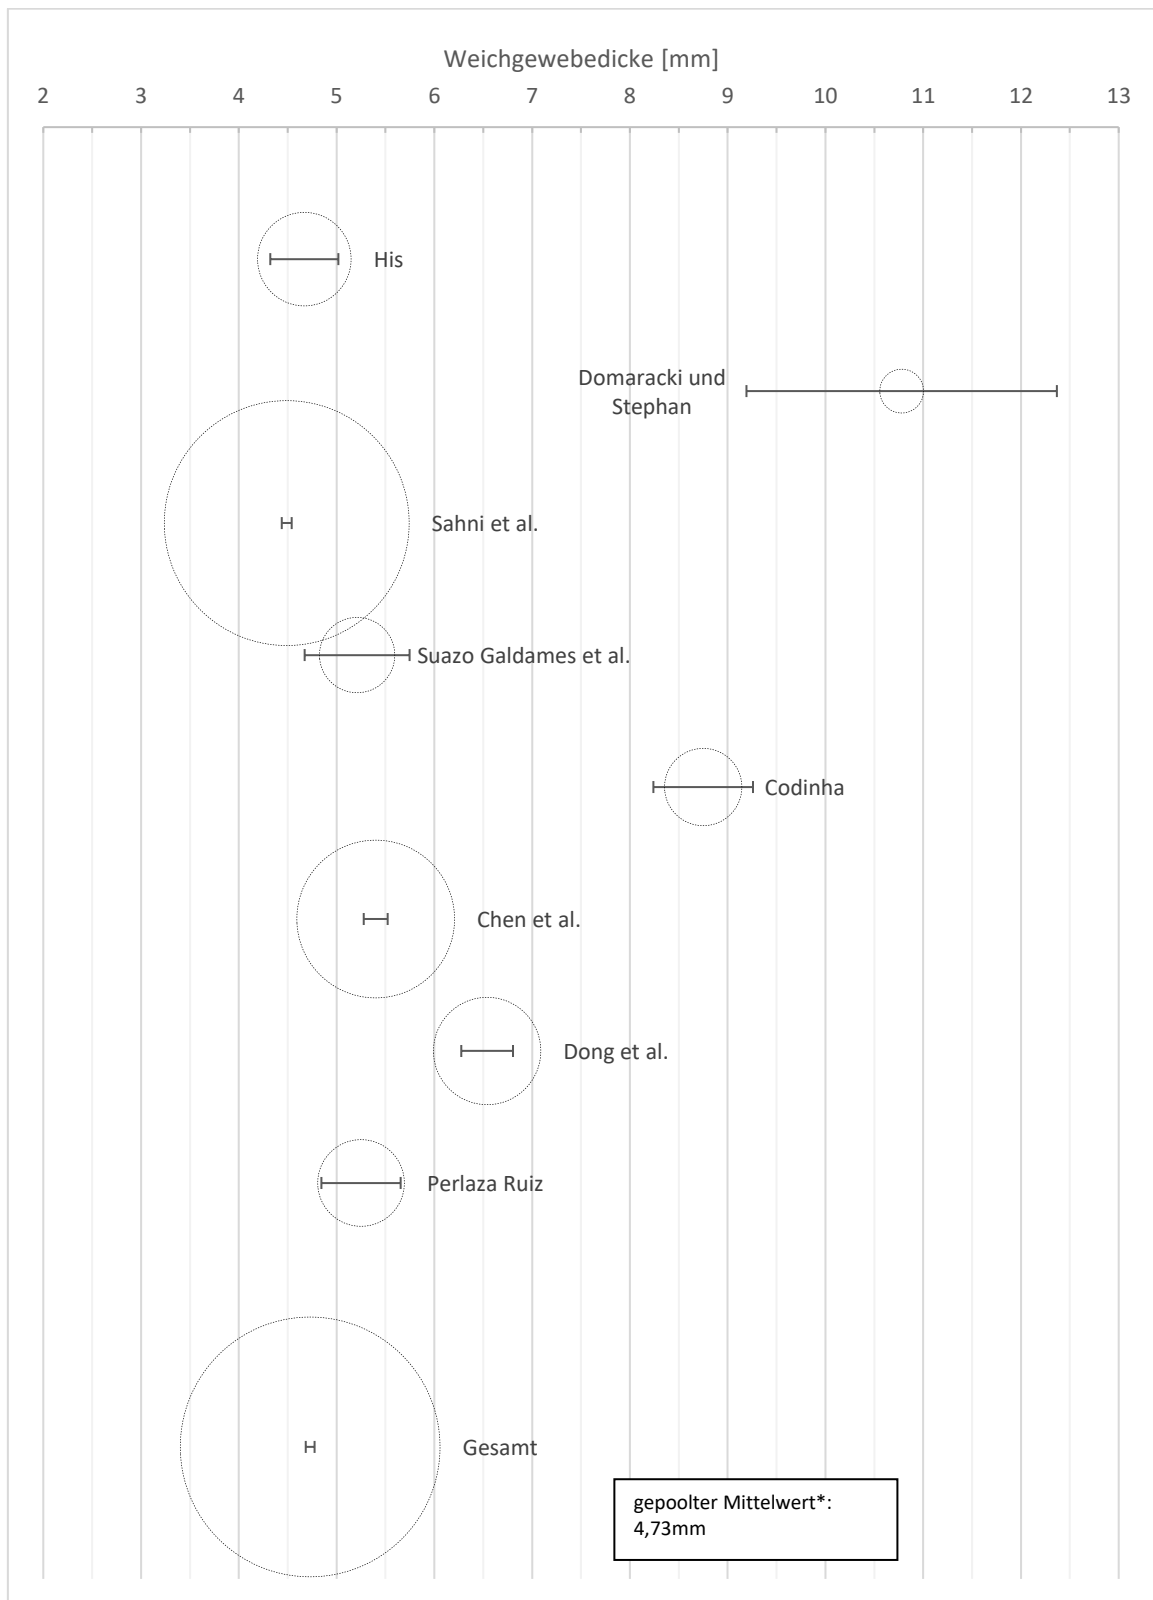 Weichgewebedicke [mm]
2 3 4 5 6 7 8 9 10 11 12 13
His
Domaracki und
Stephan
Sahni et al.
Suazo Galdames et al.
Codinha
Chen et al.
Dong et al.
Perlaza Ruiz
Gesamt
gepoolter Mittelwert*:
4,73mm